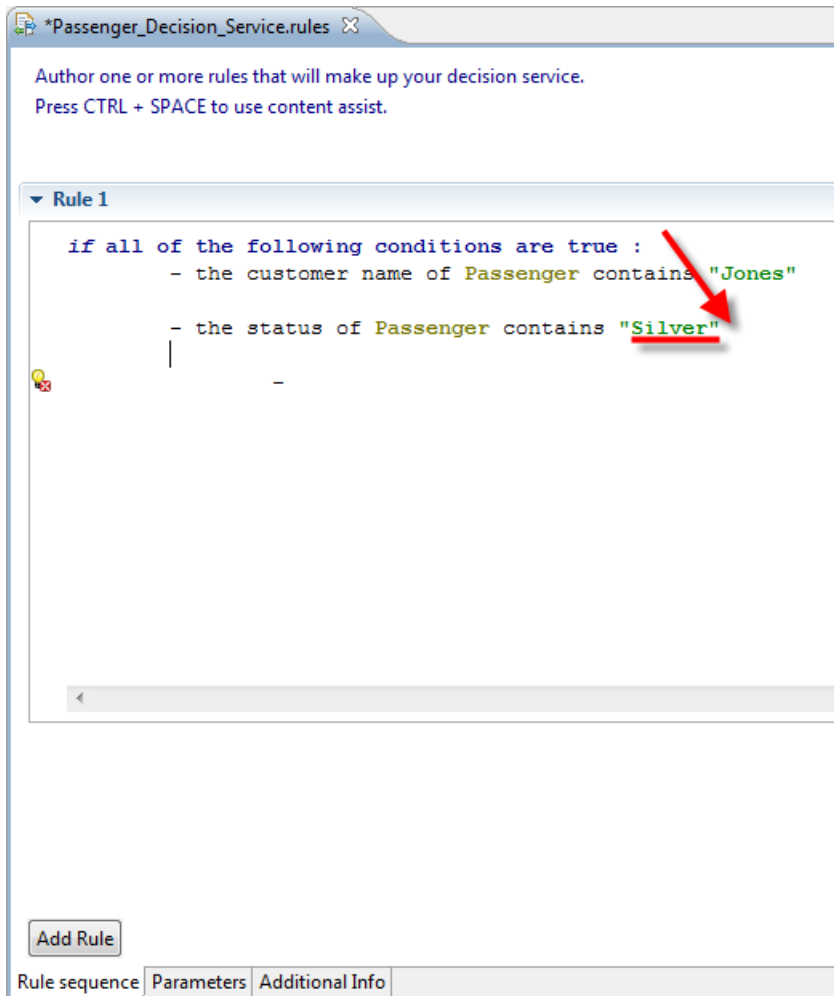 *Passenger_Decision_Service.rules
Author one or more rules that will make up your decision service.
Press CTRL + SPACE to use content assist.
Rule 1
if all of the following conditions are true :
- the customer name of Passenger contains "Jones"
- the status of Passenger contains "Silver"
-
Add Rule
Rule sequence Parameters Additional Info